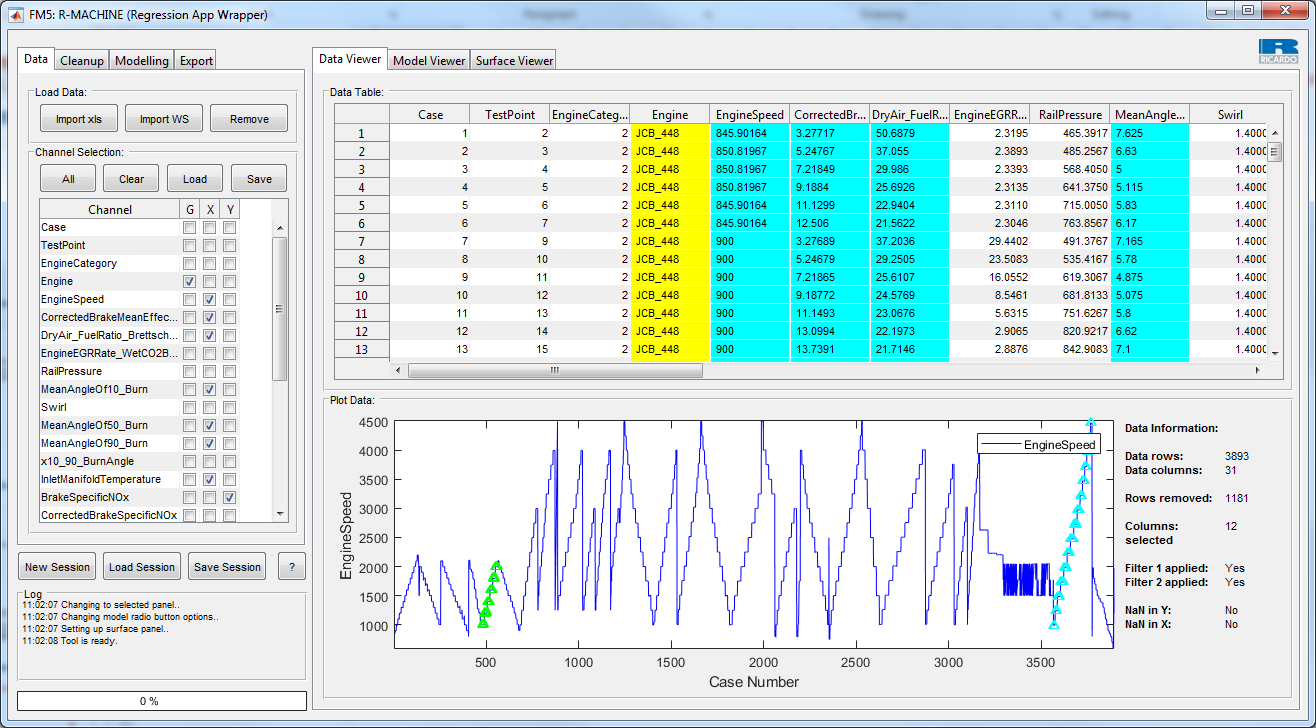 FM5: R-MACHINE (Regression App Wrapper)
Data Cleanup Modelling Export
Load Data:
Import xls Import WS Remove
Channel Selection:
All Clear Load Save
Channel G X Y
Case
TestPoint
EngineCategory
Engine
EngineSpeed
CorrectedBrakeMeanEffec...
DryAir_FuelRatio_Brettsch...
EngineEGRRate_WetCO2B...
RailPressure
MeanAngleOf10_Burn
Swirl
MeanAngleOf50_Burn
MeanAngleOf90_Burn
x10_90_BurnAngle
InletManifoldTemperature
BrakeSpecificNOx
CorrectedBrakeSpecificNOx
New Session Load Session Save Session ?
Log
11:02:07 Changing to selected panel..
11:02:07 Changing model radio button options..
11:02:07 Setting up surface panel..
11:02:08 Tool is ready.
0 %
Data Viewer Model Viewer Surface Viewer
RICARDO
Data Table:
Case TestPoint EngineCateg... Engine EngineSpeed CorrectedBr... DryAir_FuelR... EngineEGRR... RailPressure MeanAngle... Swirl
1 1 2 2 JCB_448 845.90164 3.27717 50.6879 2.3195 465.3917 7.625 1.4000
2 2 3 2 JCB_448 850.81967 5.24767 37.055 2.3893 485.2567 6.63 1.4000
3 3 4 2 JCB_448 850.81967 7.21849 29.986 2.3393 568.4050 5 1.4000
4 4 5 2 JCB_448 850.81967 9.1884 25.6926 2.3135 641.3750 5.115 1.4000
5 5 6 2 JCB_448 845.90164 11.1299 22.9404 2.3110 715.0050 5.83 1.4000
6 6 7 2 JCB_448 845.90164 12.506 21.5622 2.3046 763.8567 6.17 1.4000
7 7 9 2 JCB_448 900 3.27689 37.2036 29.4402 491.3767 7.165 1.4000
8 8 10 2 JCB_448 900 5.24679 29.2505 23.5083 535.4167 5.78 1.4000
9 9 11 2 JCB_448 900 7.21865 25.6107 16.0552 619.3067 4.875 1.4000
10 10 12 2 JCB_448 900 9.18772 24.5769 8.5461 681.8133 5.075 1.4000
11 11 13 2 JCB_448 900 11.1493 23.0676 5.6315 751.6267 5.8 1.4000
12 12 14 2 JCB_448 900 13.0994 22.1973 2.9065 820.9217 6.62 1.4000
13 13 15 2 JCB_448 900 13.7391 21.7146 2.8876 842.9083 7.1 1.4000
Plot Data:
EngineSpeed
4500
4000
3500
3000
2500
2000
1500
1000
EngineSpeed
500 1000 1500 2000 2500 3000 3500
Case Number
Data Information:
Data rows: 3893
Data columns: 31
Rows removed: 1181
Columns 12
selected
Filter 1 applied: Yes
Filter 2 applied: Yes
NaN in Y: No
NaN in X: No